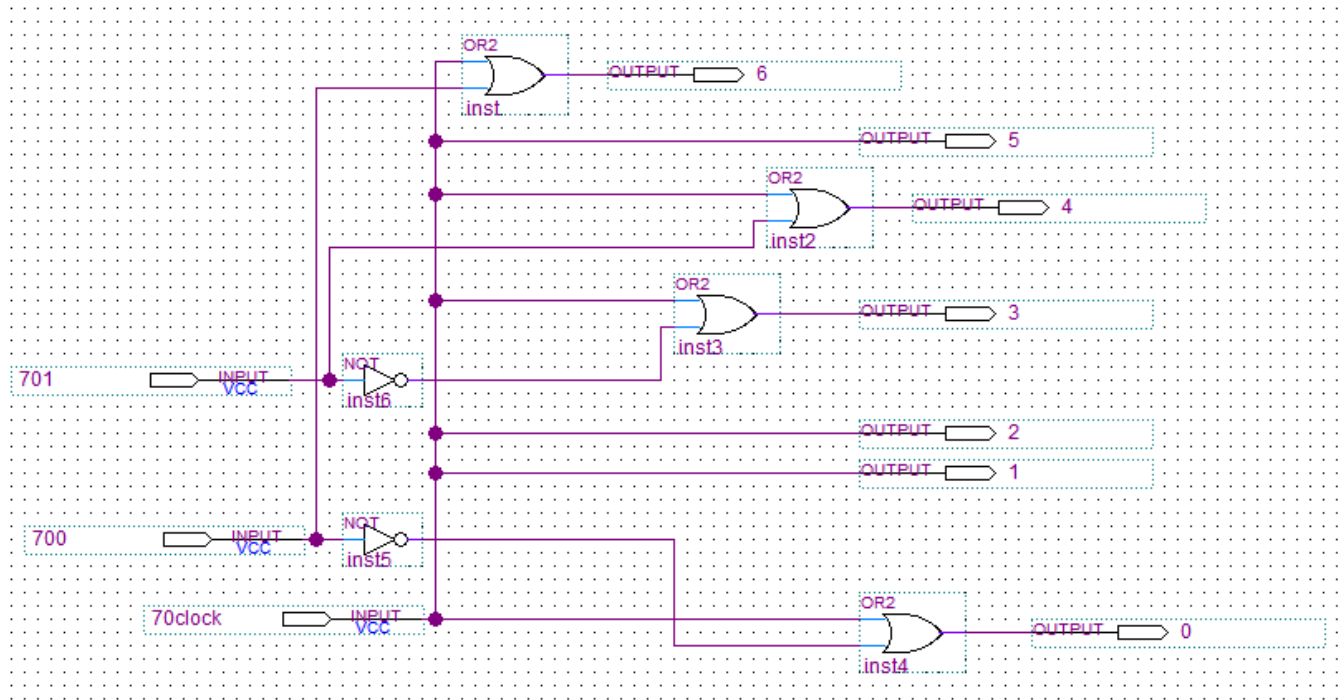 OR2
inst
OUTPUT 6
OUTPUT 5
OR2
inst2
OUTPUT 4
OR2
inst3
OUTPUT 3
701 INPUT
VCC
NOT
inst6
OUTPUT 2
OUTPUT 1
700 INPUT
VCC
NOT
inst5
70clock INPUT
VCC
OR2
inst4
OUTPUT 0